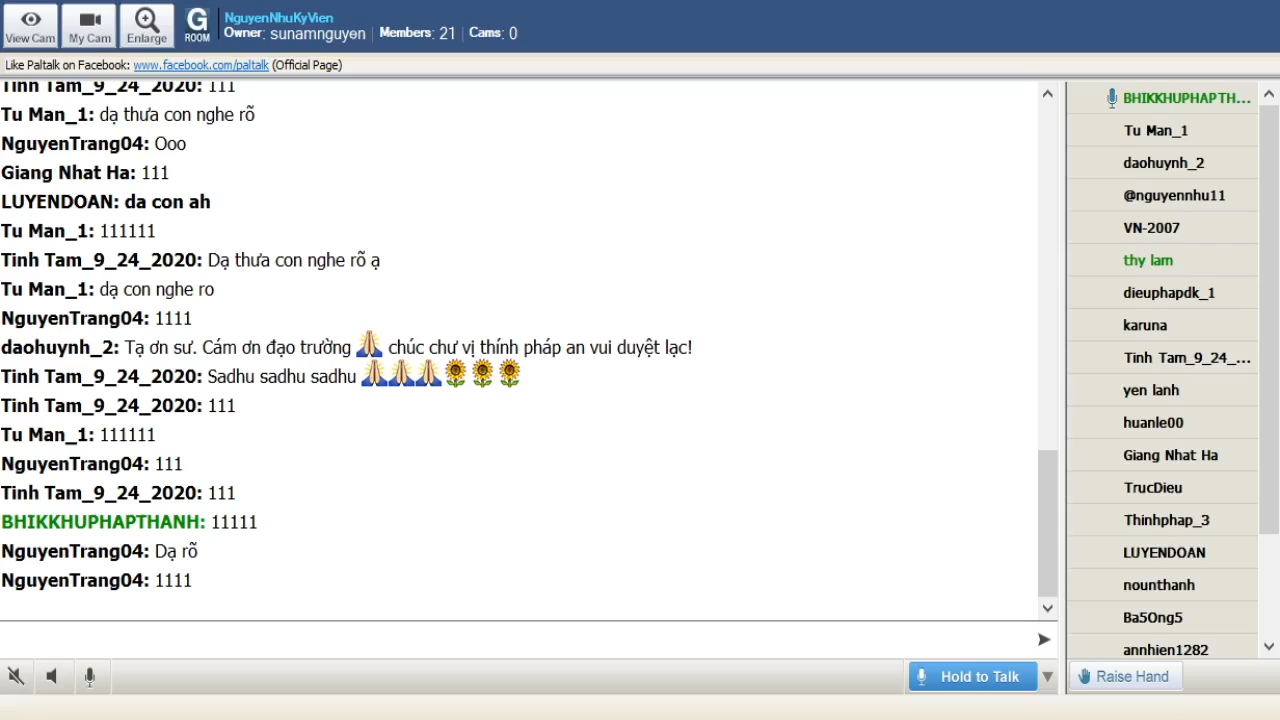 View Cam
My Cam
Enlarge
G
ROOM
NguyenNhuKyVien
Owner: sunamnguyen | Members: 21 | Cams: 0
Like Paltalk on Facebook: www.facebook.com/paltalk (Official Page)
Tinh Tam_9_24_2020: 111
Tu Man_1: dạ thưa con nghe rõ
NguyenTrang04: Ooo
Giang Nhat Ha: 111
LUYENDOAN: da con ah
Tu Man_1: 111111
Tinh Tam_9_24_2020: Dạ thưa con nghe rõ ạ
Tu Man_1: dạ con nghe ro
NguyenTrang04: 1111
daohuynh_2: Tạ ơn sư. Cám ơn đạo trường 🙏 chúc chư vị thính pháp an vui duyệt lạc!
Tinh Tam_9_24_2020: Sadhu sadhu sadhu 🙏🙏🙏🌻🌻🌻
Tinh Tam_9_24_2020: 111
Tu Man_1: 111111
NguyenTrang04: 111
Tinh Tam_9_24_2020: 111
BHIKKHUPHAPTHANH: 11111
NguyenTrang04: Dạ rõ
NguyenTrang04: 1111
BHIKKHUPHAPTH...
Tu Man_1
daohuynh_2
@nguyennhu11
VN-2007
thy lam
dieuphapdk_1
karuna
Tinh Tam_9_24_...
yen lanh
huanle00
Giang Nhat Ha
TrucDieu
Thinhphap_3
LUYENDOAN
nounthanh
Ba5Ong5
annhien1282
Hold to Talk
Raise Hand